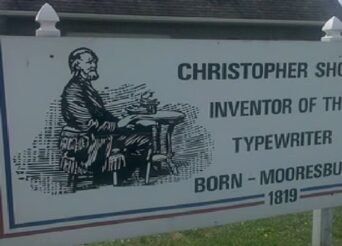 CHRISTOPHER SHO
INVENTOR OF TH
TYPEWRITER
BORN - MOORESBU
1819